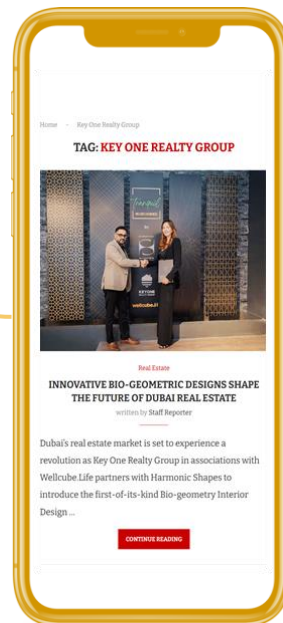 Home - Key One Realty Group
TAG: KEY ONE REALTY GROUP
Tranquil
wellcube.life
Real Estate
INNOVATIVE BIO-GEOMETRIC DESIGNS SHAPE
THE FUTURE OF DUBAI REAL ESTATE
written by Staff Reporter
Dubai's real estate market is set to experience a
revolution as Key One Realty Group in associations with
Wellcube.Life partners with Harmonic Shapes to
introduce the first-of-its-kind Bio-geometry Interior
Design ...
CONTINUE READING